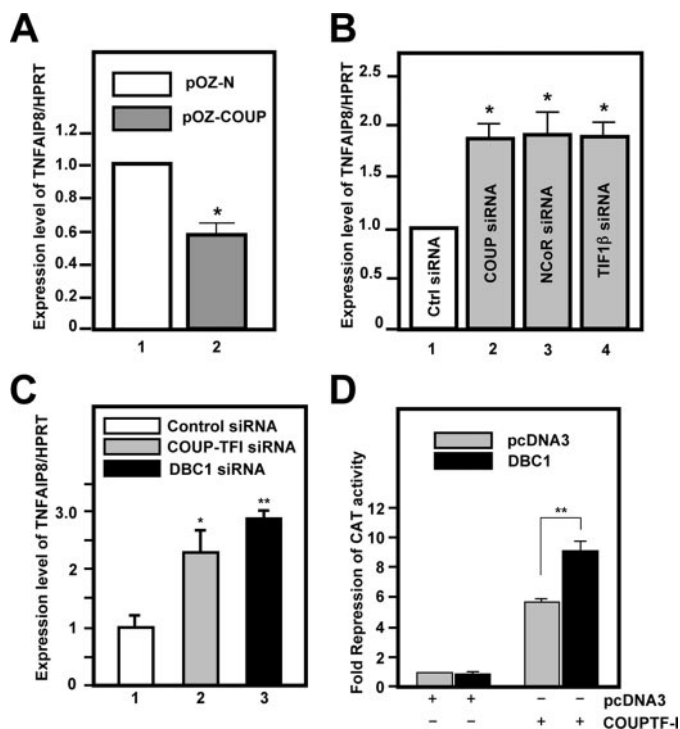 A
Expression level of TNFAIP8/HPRT
pOZ-N
pOZ-COUP
1.2
1.0
0.8
0.6
0.4
0.2
0
*
1 2
B
Expression level of TNFAIP8/HPRT
2.5
2.0
1.5
1.0
0.5
0
* * *
Ctrl siRNA
COUP siRNA
NCoR siRNA
TIF1β siRNA
1 2 3 4
C
Expression level of TNFAIP8/HPRT
Control siRNA
COUP-TFI siRNA
DBC1 siRNA
3.0
2
1
0
* **
1 2 3
D
Fold Repression of CAT activity
pcDNA3
DBC1
12
10
8
6
4
2
0
**
+ + − − pcDNA3
− − + + COUPTF-I